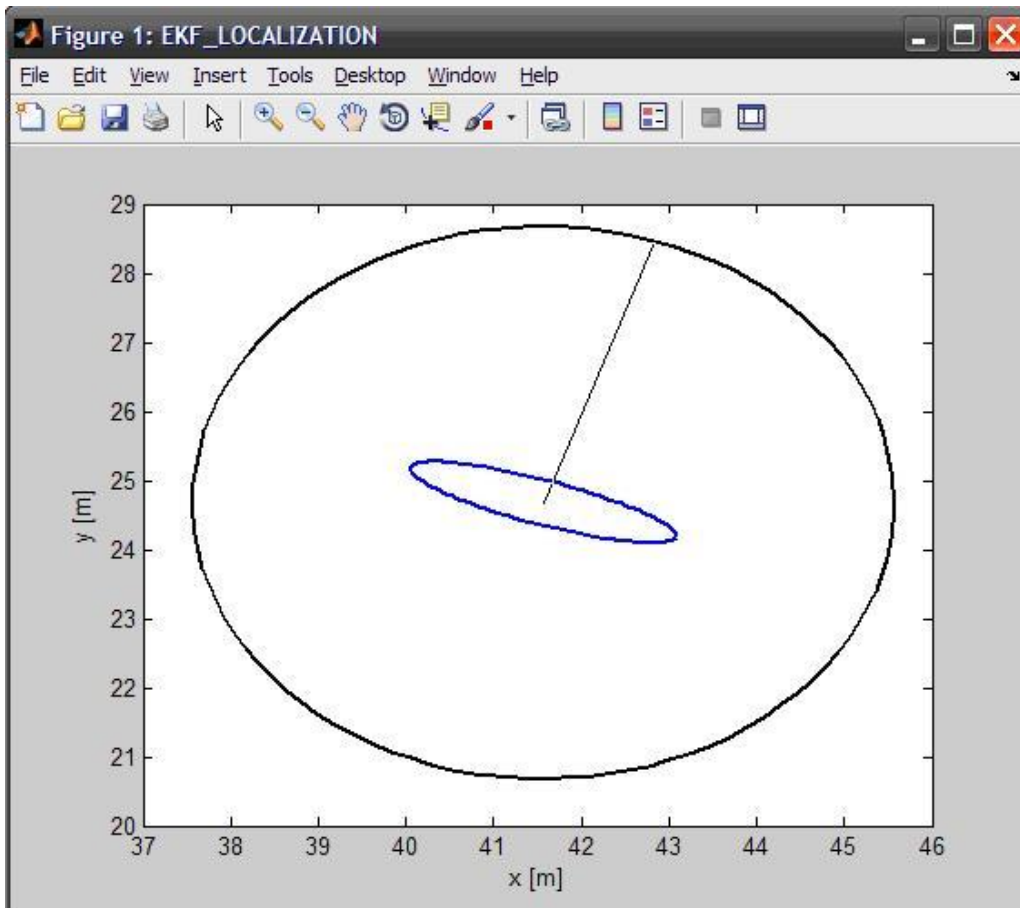 Figure 1: EKF_LOCALIZATION
File Edit View Insert Tools Desktop Window Help
29
28
27
26
25
24
23
22
21
20
y [m]
37 38 39 40 41 42 43 44 45 46
x [m]